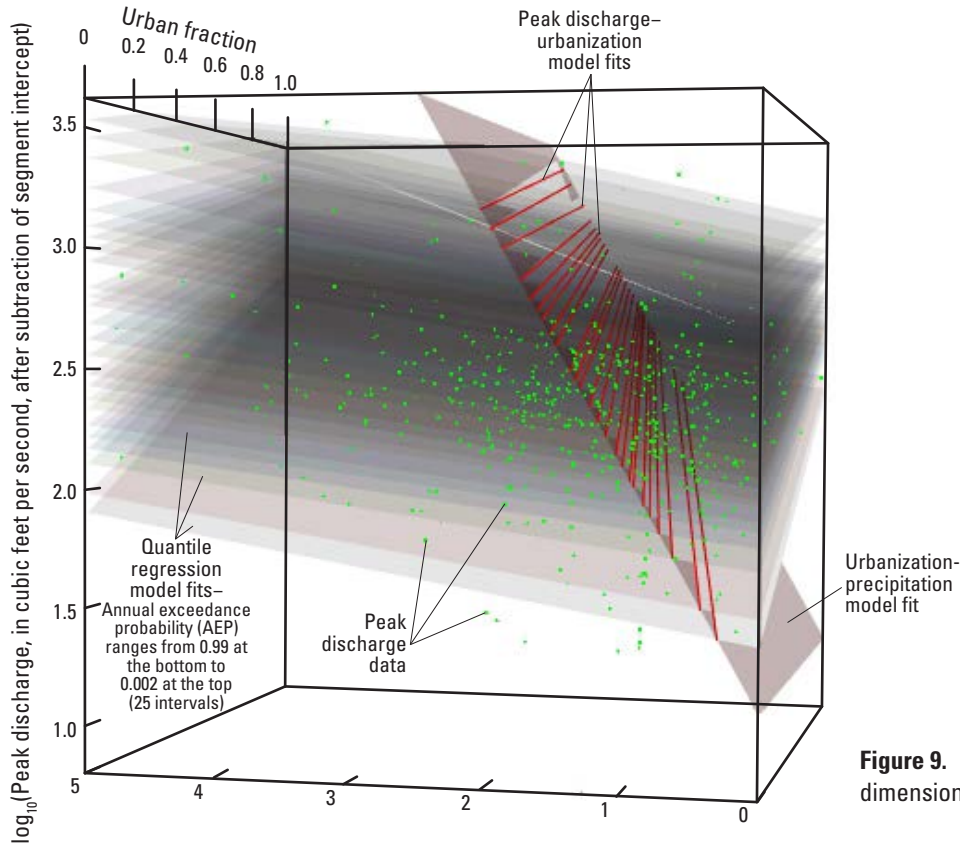 Peak discharge–
urbanization
model fits
Urban fraction
0
0.2
0.4
0.6
0.8
1.0
log10(Peak discharge, in cubic feet per second, after subtraction of segment intercept)
3.5
3.0
2.5
2.0
1.5
1.0
Quantile
regression
model fits–
Annual exceedance
probability (AEP)
ranges from 0.99 at
the bottom to
0.002 at the top
(25 intervals)
Peak
discharge
data
Urbanization-
precipitation
model fit
5
4
3
2
1
0
Figure 9.
dimension